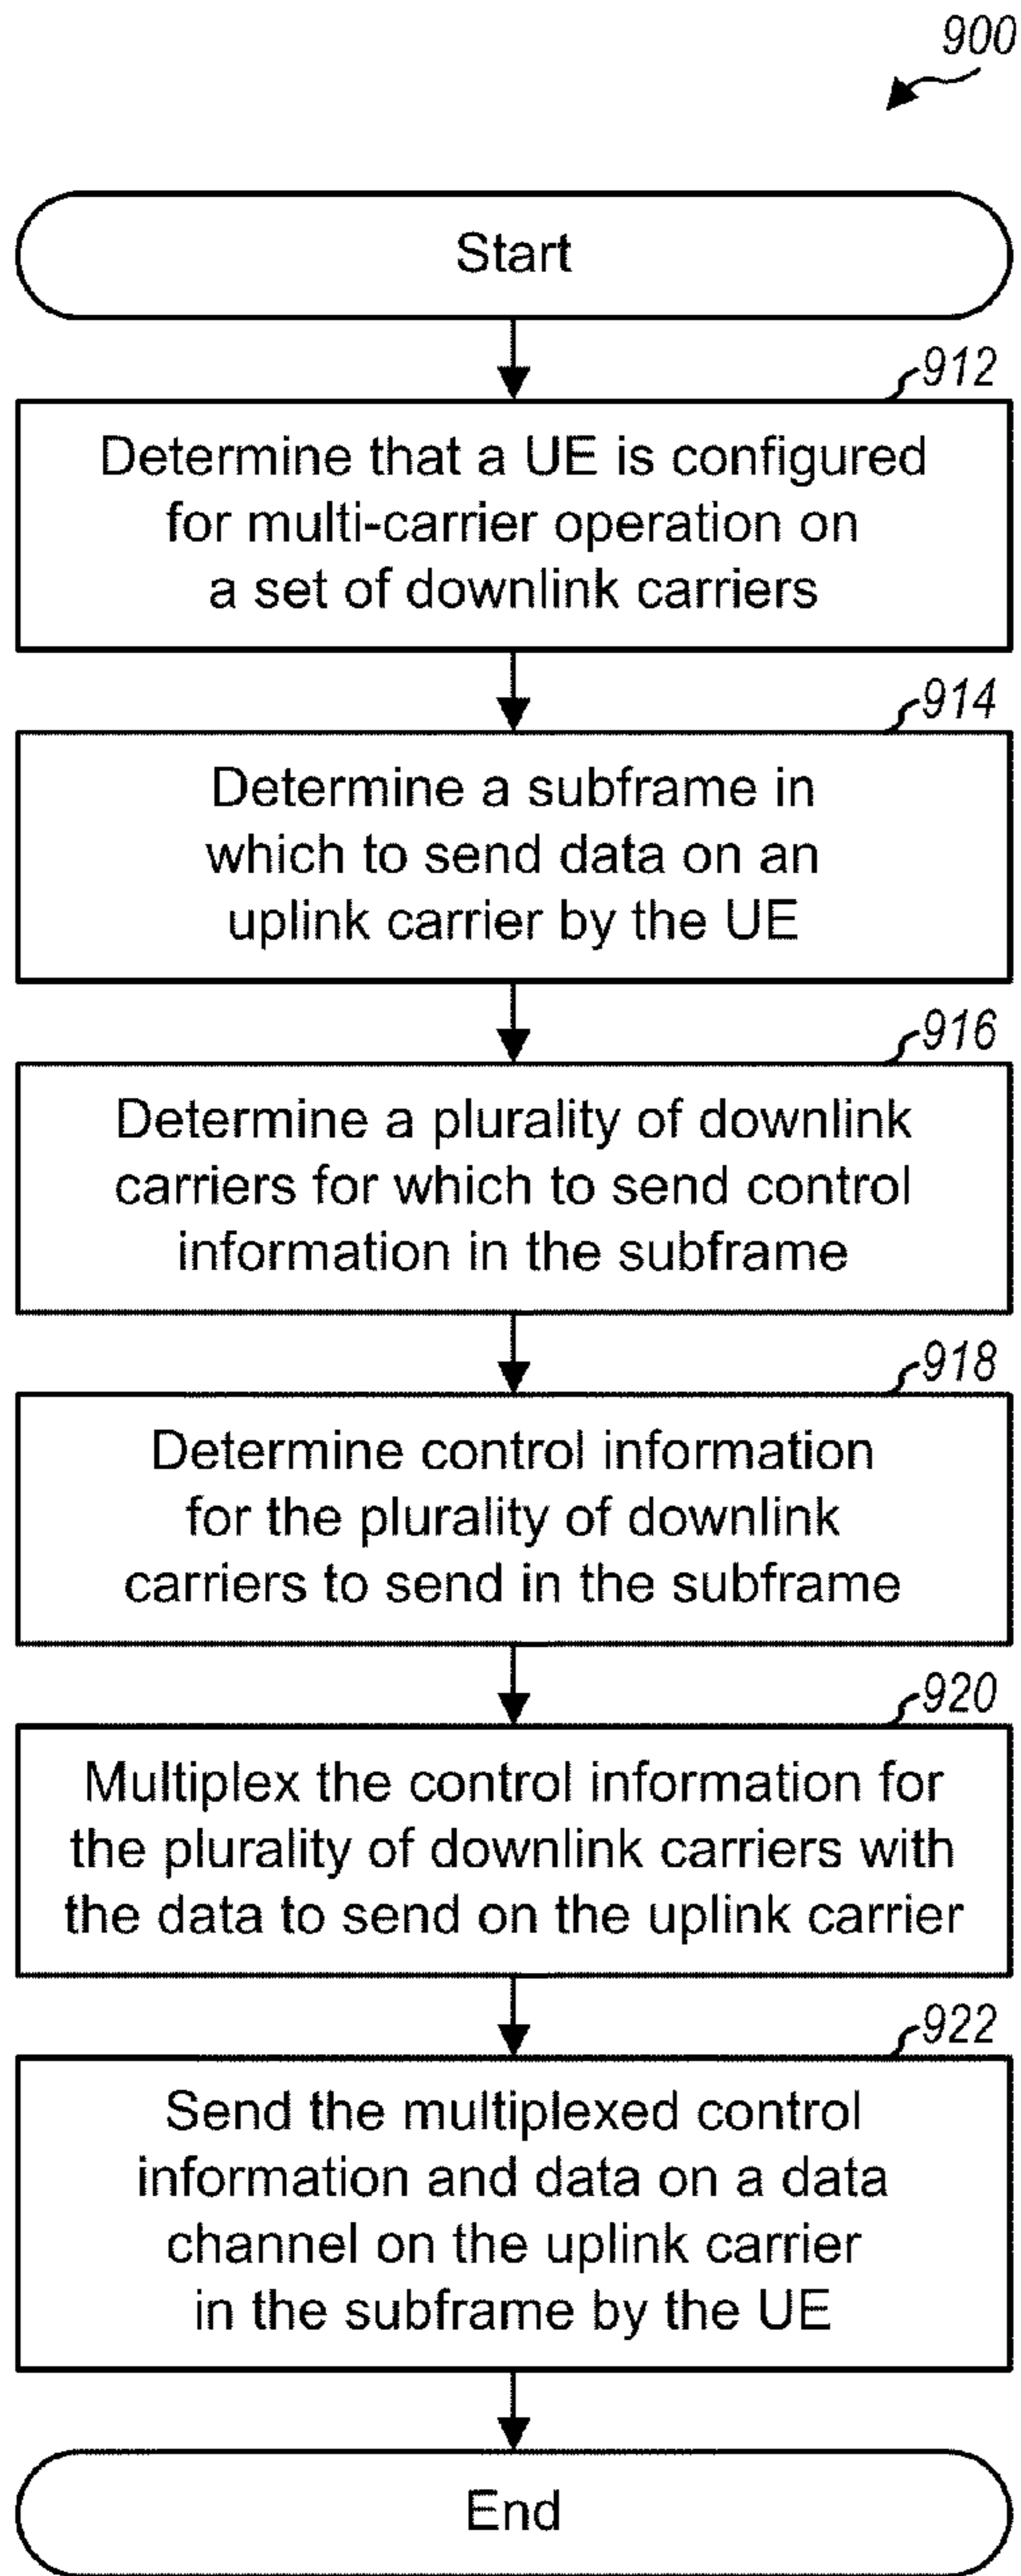 900
Start
912
Determine that a UE is configured
for multi-carrier operation on
a set of downlink carriers
914
Determine a subframe in
which to send data on an
uplink carrier by the UE
916
Determine a plurality of downlink
carriers for which to send control
information in the subframe
918
Determine control information
for the plurality of downlink
carriers to send in the subframe
920
Multiplex the control information for
the plurality of downlink carriers with
the data to send on the uplink carrier
922
Send the multiplexed control
information and data on a data
channel on the uplink carrier
in the subframe by the UE
End